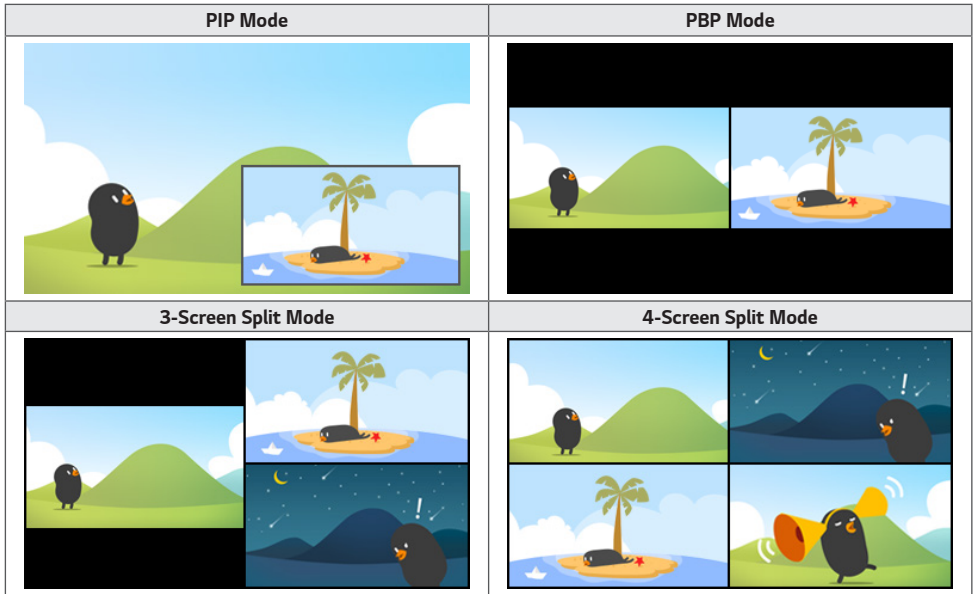 PIP Mode
PBP Mode
3-Screen Split Mode
4-Screen Split Mode
!
!